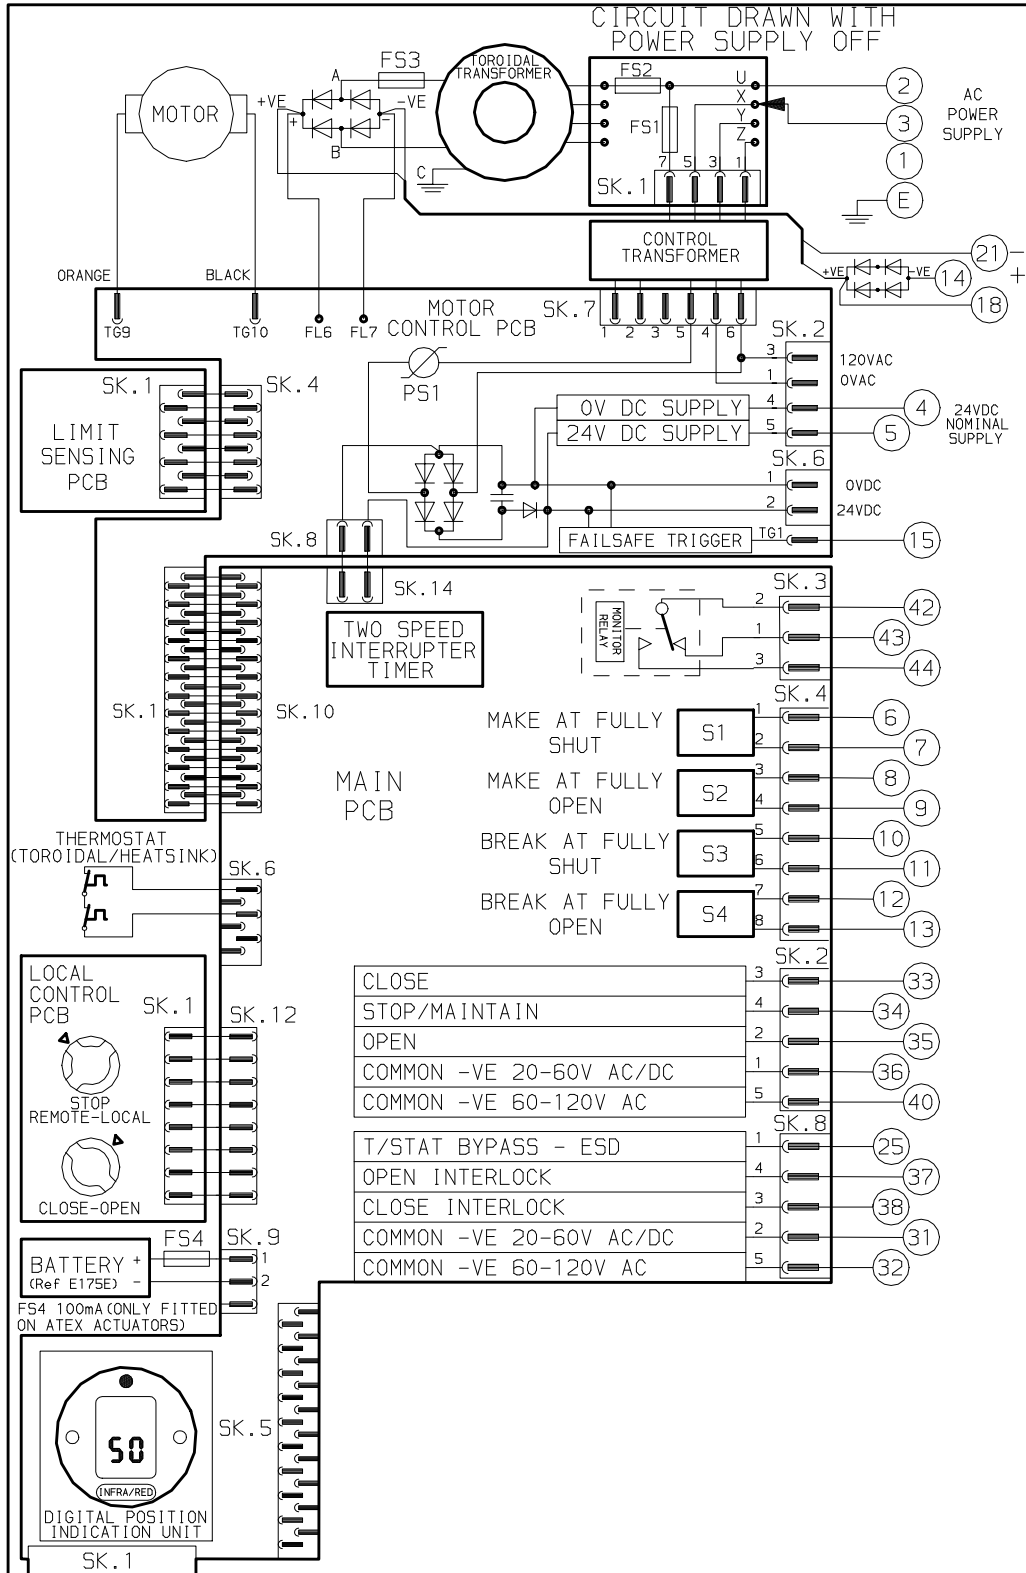 CIRCUIT DRAWN WITH
POWER SUPPLY OFF
MOTOR
ORANGE
BLACK
TG9
TG10
FL6
FL7
A
B
C
+VE
-VE
+
-
FS3
TOROIDAL
TRANSFORMER
FS2
FS1
U
X
Y
Z
7 5 3 1
SK.1
2
3
1
E
AC
POWER
SUPPLY
CONTROL
TRANSFORMER
21 -
+
+VE
-VE
14
18
MOTOR
CONTROL PCB
SK.7
1 2 3 5 4 6
PS1
SK.2
3 120VAC
1 0VAC
0V DC SUPPLY 4 4
24V DC SUPPLY 5 5
24VDC
NOMINAL
SUPPLY
SK.6
1 0VDC
2 24VDC
FAILSAFE TRIGGER TG1 15
SK.1
SK.4
LIMIT
SENSING
PCB
SK.8
SK.14
TWO SPEED
INTERRUPTER
TIMER
SK.1
SK.10
MAIN
PCB
MONITOR
RELAY
SK.3
2 42
1 43
3 44
SK.4
MAKE AT FULLY
SHUT
S1
1 6
2 7
MAKE AT FULLY
OPEN
S2
3 8
4 9
BREAK AT FULLY
SHUT
S3
5 10
6 11
BREAK AT FULLY
OPEN
S4
7 12
8 13
THERMOSTAT
(TOROIDAL/HEATSINK)
SK.6
SK.2
CLOSE 3 33
STOP/MAINTAIN 4 34
OPEN 2 35
COMMON -VE 20-60V AC/DC 1 36
COMMON -VE 60-120V AC 5 40
SK.8
T/STAT BYPASS - ESD 1 25
OPEN INTERLOCK 4 37
CLOSE INTERLOCK 3 38
COMMON -VE 20-60V AC/DC 2 31
COMMON -VE 60-120V AC 5 32
LOCAL
CONTROL
PCB
SK.1
SK.12
STOP
REMOTE-LOCAL
CLOSE-OPEN
BATTERY
(Ref E175E)
+
-
FS4
SK.9
1
2
FS4 100mA(ONLY FITTED
ON ATEX ACTUATORS)
SK.5
50
INFRA/RED
DIGITAL POSITION
INDICATION UNIT
SK.1